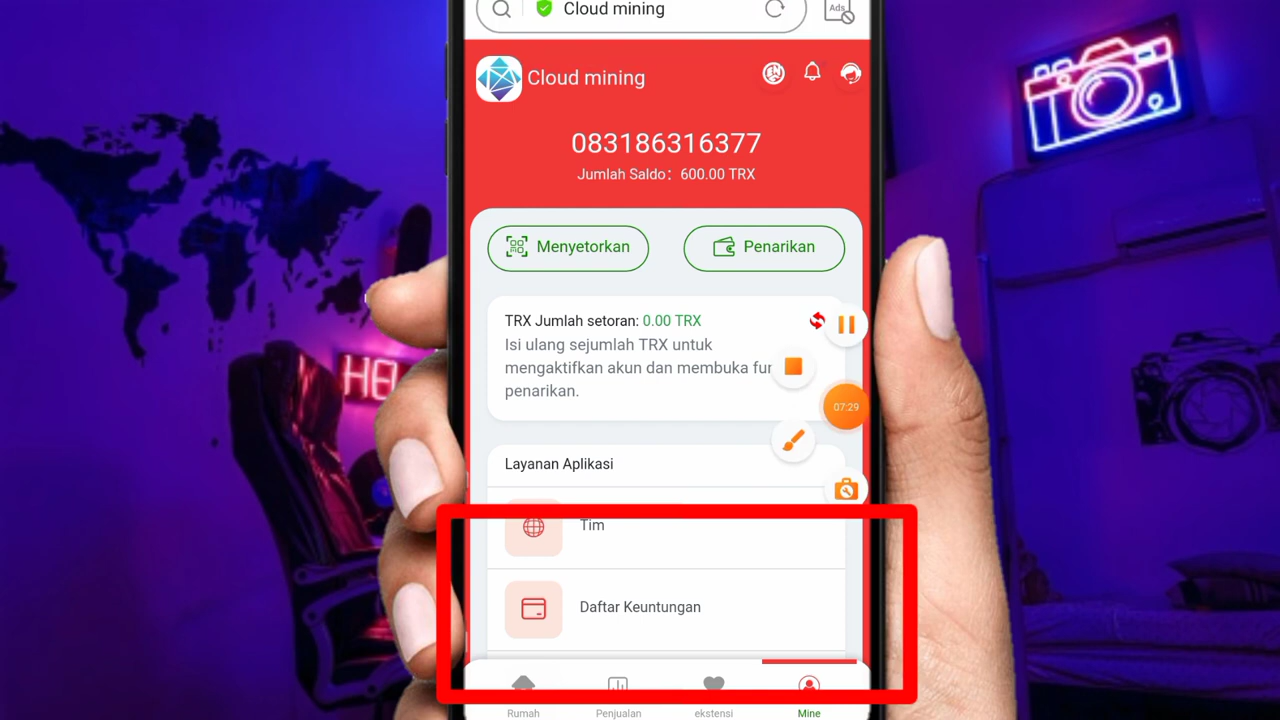 Cloud mining
Ads
Cloud mining
EN
083186316377
Jumlah Saldo: 600.00 TRX
Menyetorkan
Penarikan
TRX Jumlah setoran: 0.00 TRX
Isi ulang sejumlah TRX untuk
mengaktifkan akun dan membuka
penarikan.
07:29
Layanan Aplikasi
Tim
Daftar Keuntungan
Rumah
Penjualan
ekstensi
Mine